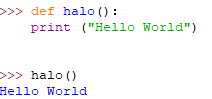 >>> def halo():
    print ("Hello World")
>>> halo()
Hello World